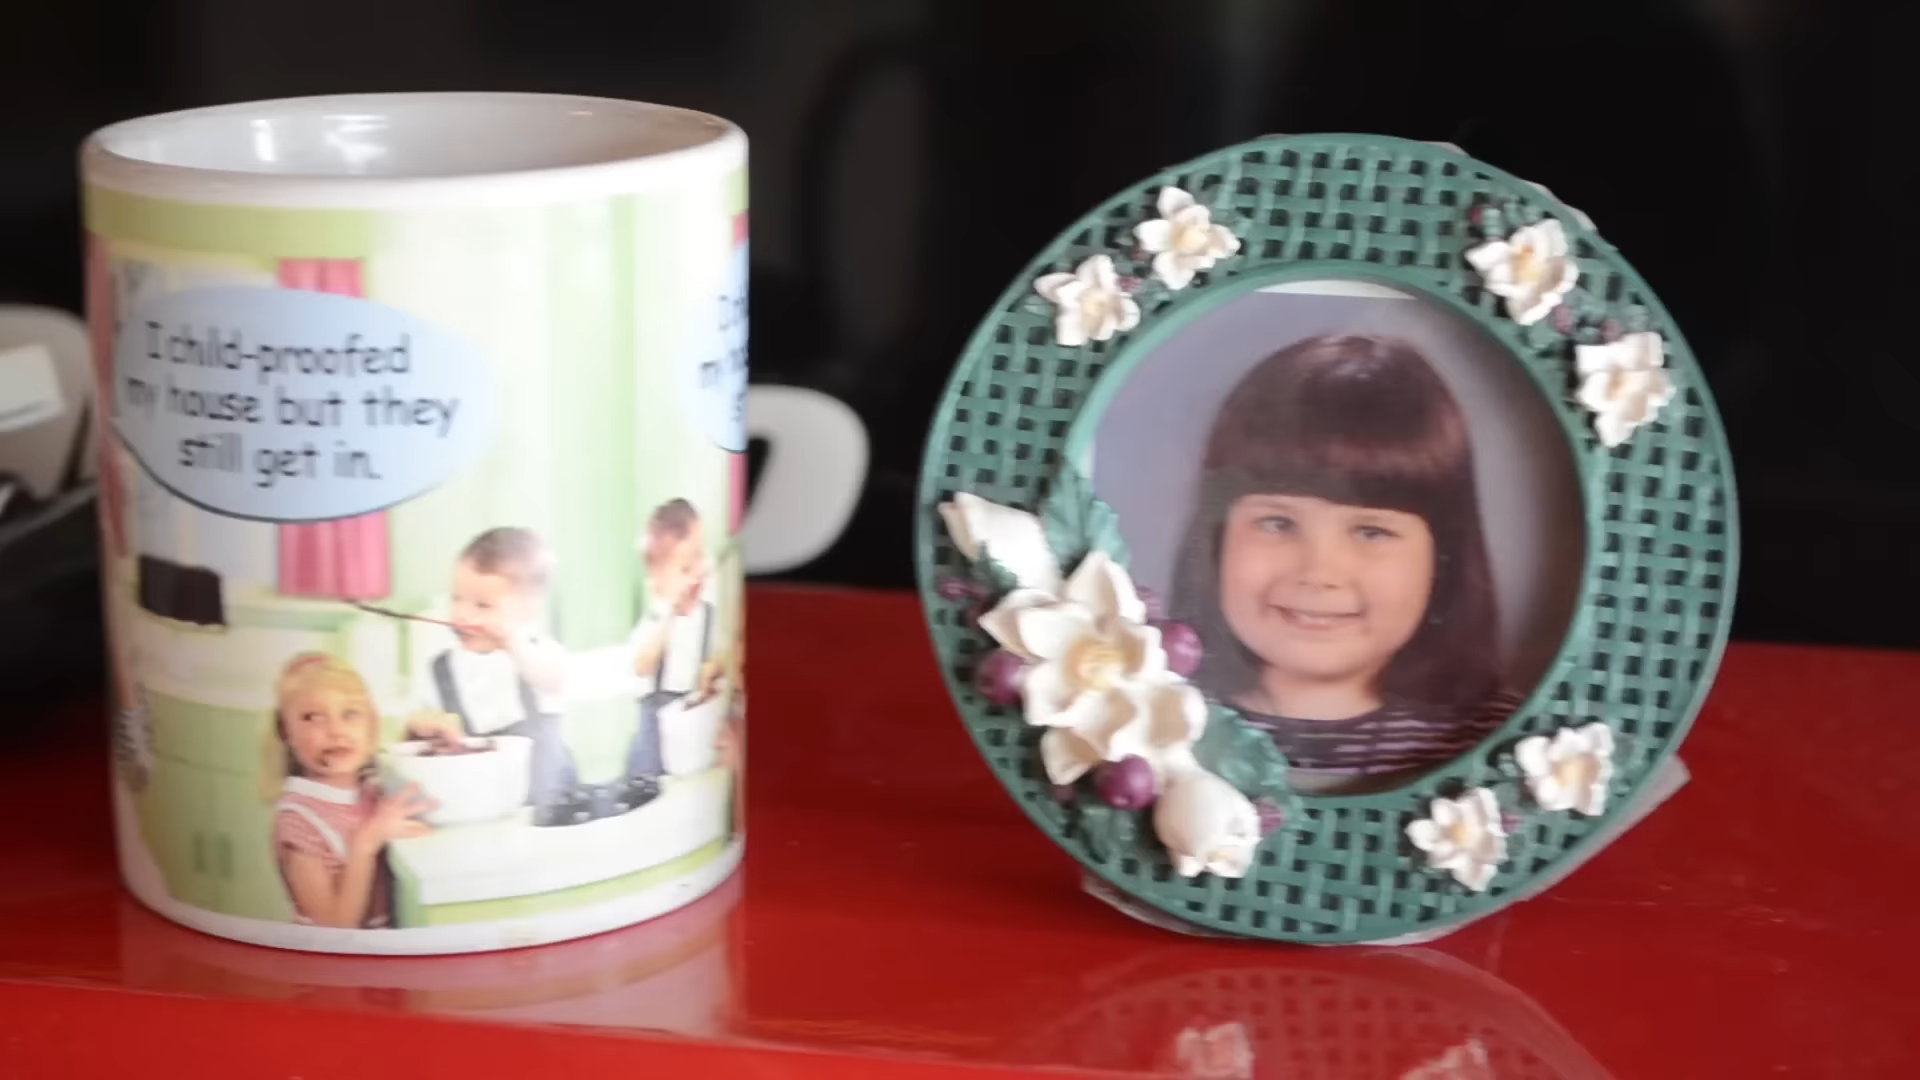 I child-proofed
my house but they
still get in.